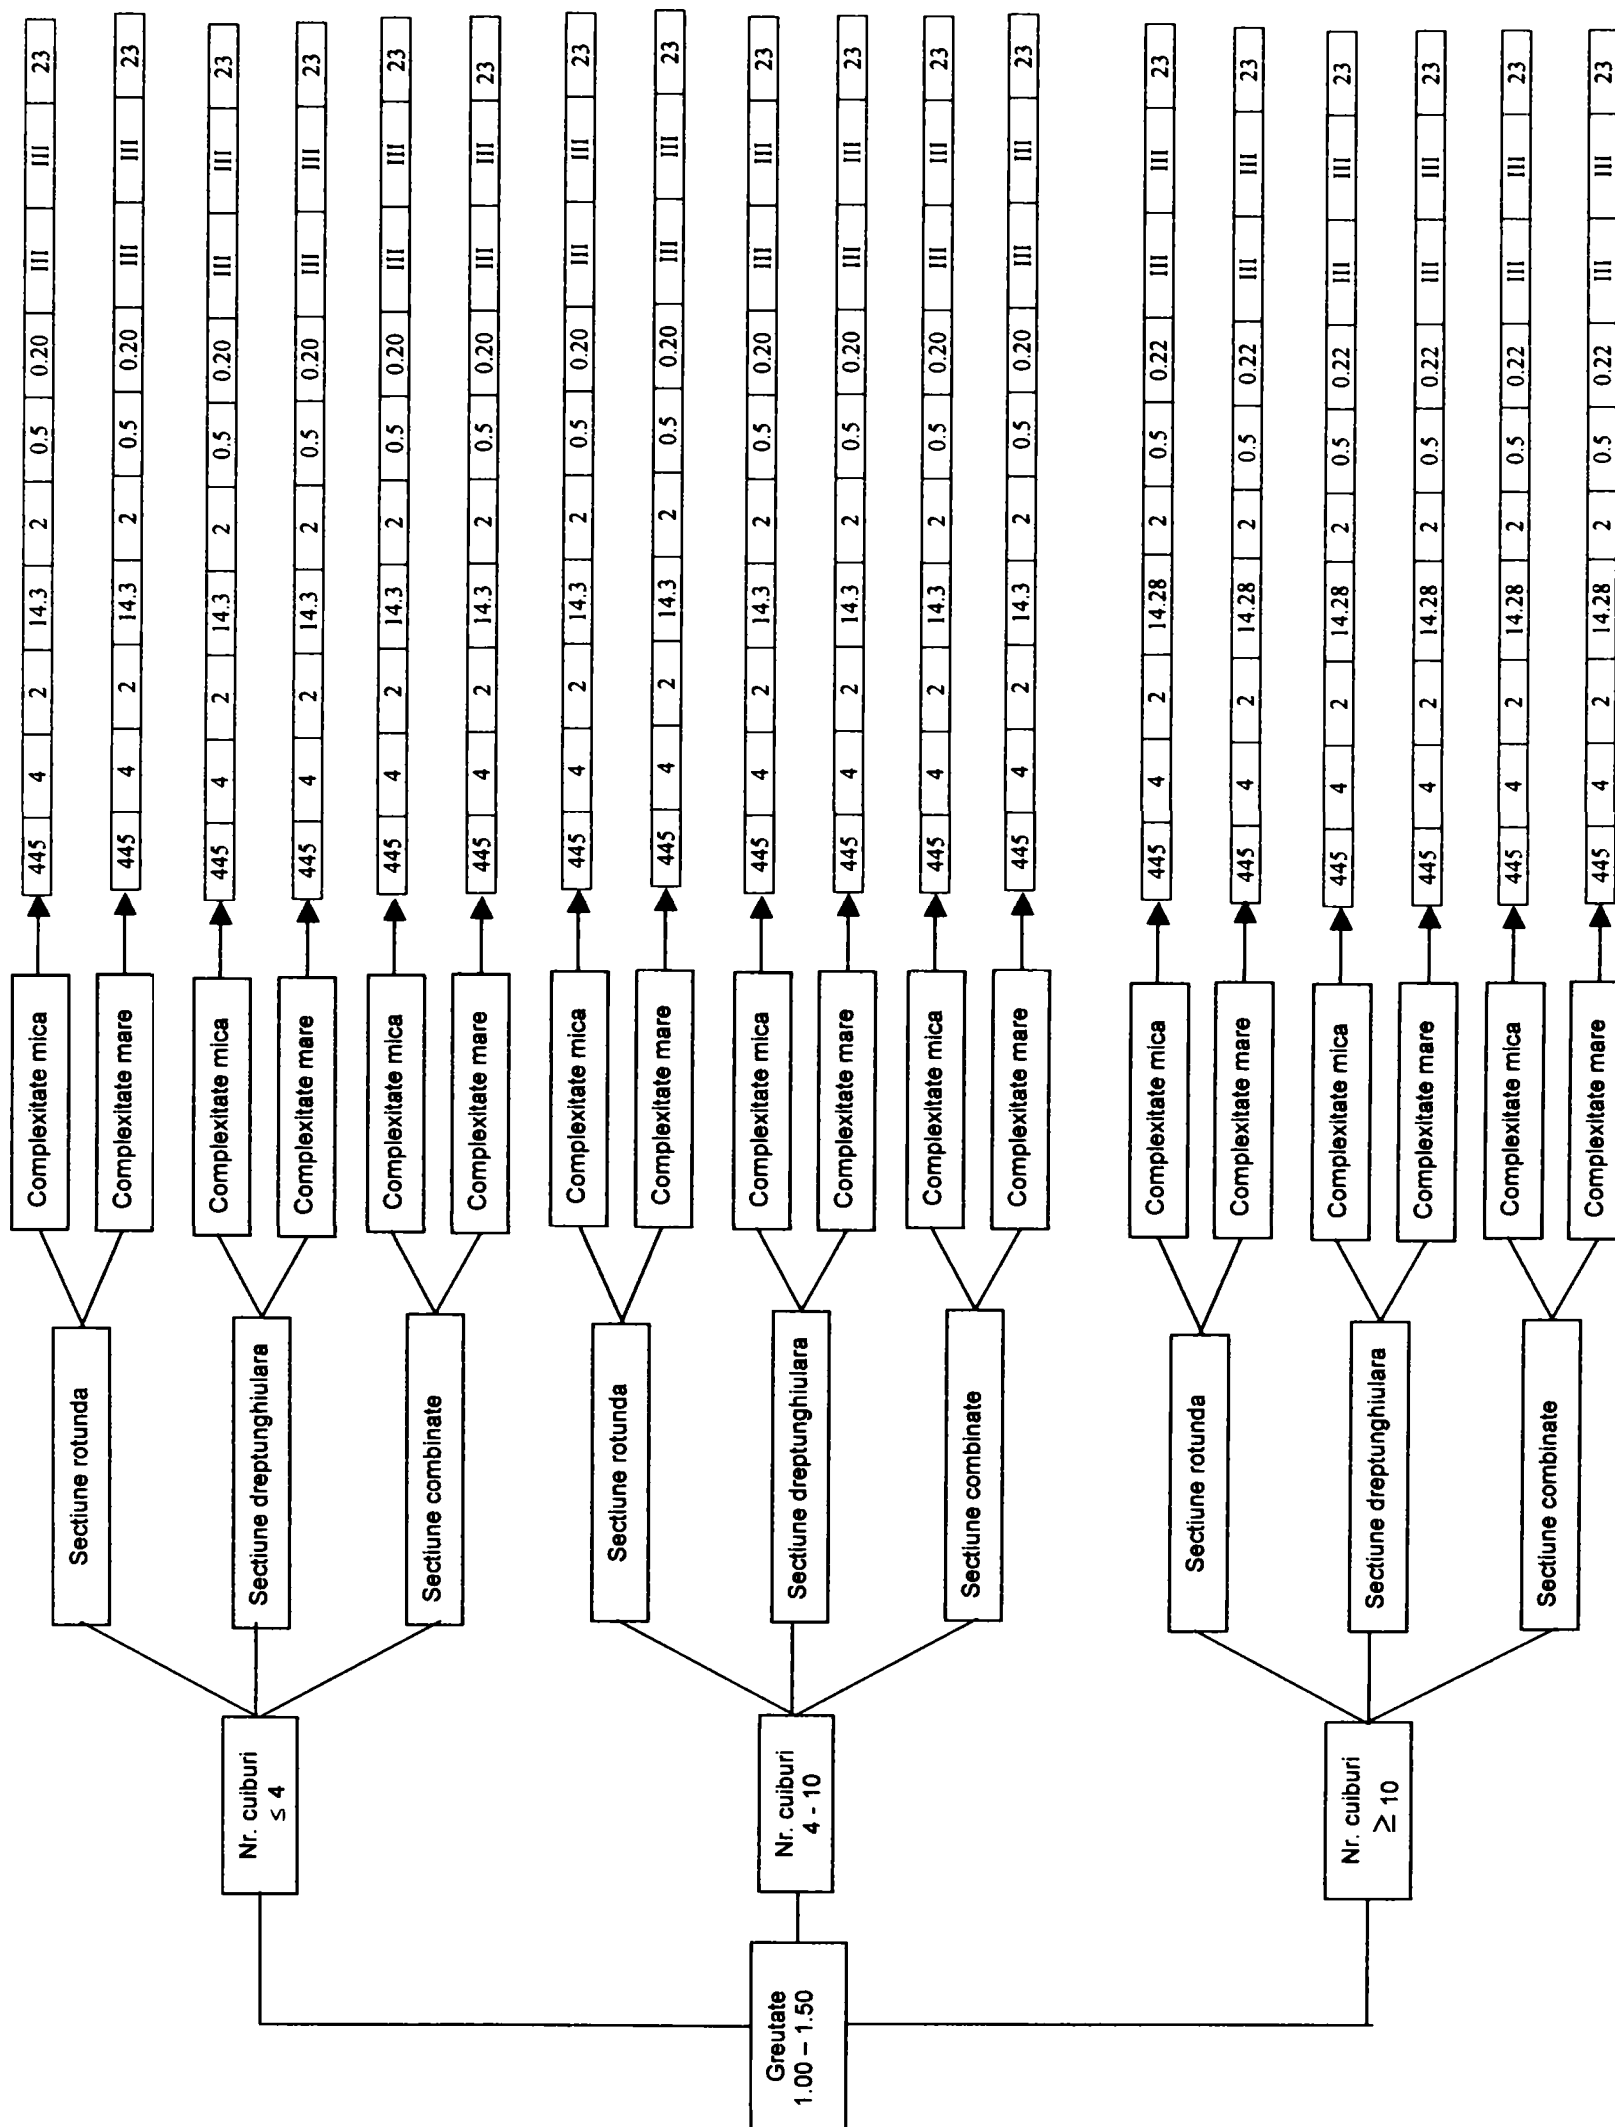 Complexitate mica 445 4 2 14.3 2 0.5 0.20 III III 23
Sectiune rotunda
Complexitate mare 445 4 2 14.3 2 0.5 0.20 III III 23
Complexitate mica 445 4 2 14.3 2 0.5 0.20 III III 23
Nr. cuiburi
≤ 4
Sectiune dreptunghiulara
Complexitate mare 445 4 2 14.3 2 0.5 0.20 III III 23
Complexitate mica 445 4 2 14.3 2 0.5 0.20 III III 23
Sectiune combinate
Complexitate mare 445 4 2 14.3 2 0.5 0.20 III III 23
Complexitate mica 445 4 2 14.3 2 0.5 0.20 III III 23
Sectiune rotunda
Complexitate mare 445 4 2 14.3 2 0.5 0.20 III III 23
Complexitate mica 445 4 2 14.3 2 0.5 0.20 III III 23
Greutate
1.00 – 1.50
Nr. cuiburi
4 - 10
Sectiune dreptunghiulara
Complexitate mare 445 4 2 14.3 2 0.5 0.20 III III 23
Complexitate mica 445 4 2 14.3 2 0.5 0.20 III III 23
Sectiune combinate
Complexitate mare 445 4 2 14.3 2 0.5 0.20 III III 23
Complexitate mica 445 4 2 14.28 2 0.5 0.22 III III 23
Sectiune rotunda
Complexitate mare 445 4 2 14.28 2 0.5 0.22 III III 23
Complexitate mica 445 4 2 14.28 2 0.5 0.22 III III 23
Nr. cuiburi
≥ 10
Sectiune dreptunghiulara
Complexitate mare 445 4 2 14.28 2 0.5 0.22 III III 23
Complexitate mica 445 4 2 14.28 2 0.5 0.22 III III 23
Sectiune combinate
Complexitate mare 445 4 2 14.28 2 0.5 0.22 III III 23